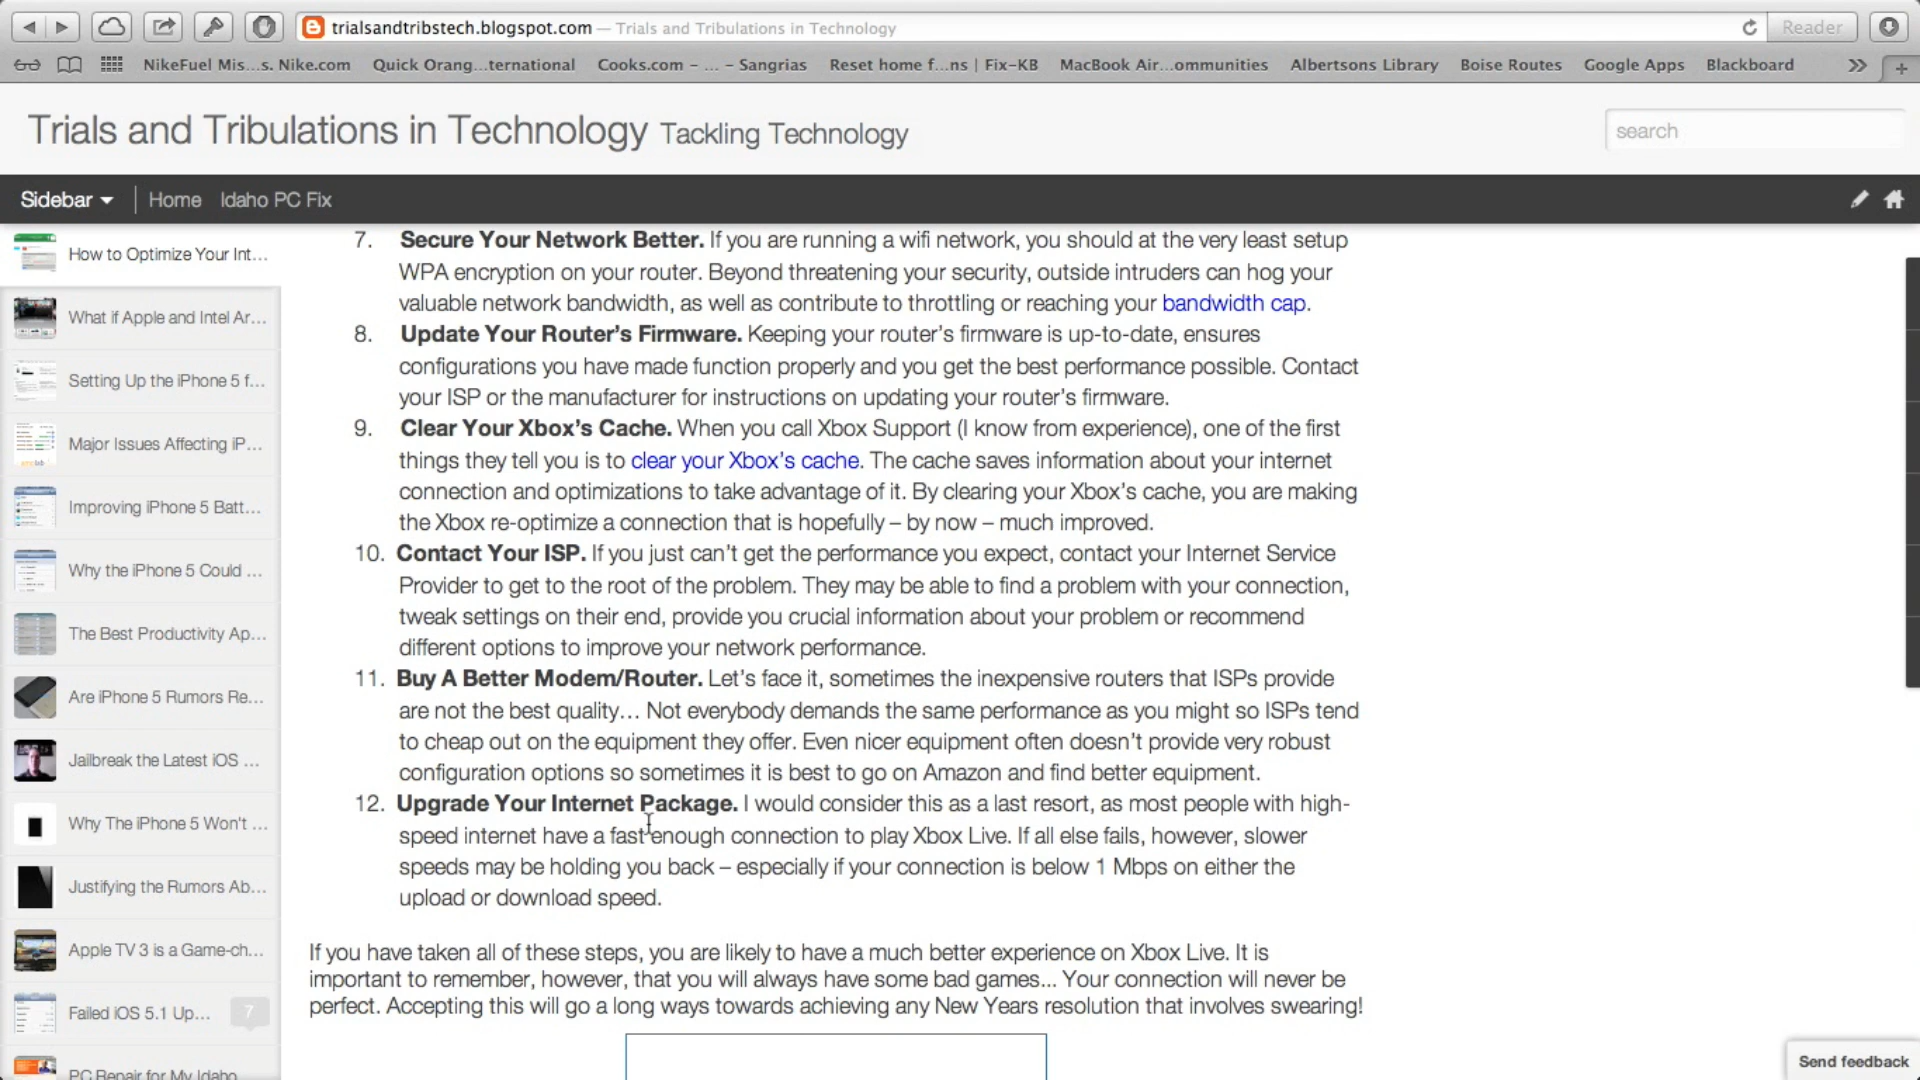 trialsandtribstech.blogspot.com — Trials and Tribulations in Technology
Reader
NikeFuel Mis...s. Nike.com
Quick Orang...ternational
Cooks.com - ... - Sangrias
Reset home f...ns | Fix-KB
MacBook Air...ommunities
Albertsons Library
Boise Routes
Google Apps
Blackboard
Trials and Tribulations in Technology Tackling Technology
search
Sidebar
Home
Idaho PC Fix
How to Optimize Your Int...
What if Apple and Intel Ar...
Setting Up the iPhone 5 f...
Major Issues Affecting iP...
Improving iPhone 5 Batt...
Why the iPhone 5 Could ...
The Best Productivity Ap...
Are iPhone 5 Rumors Re...
Jailbreak the Latest iOS ...
Why The iPhone 5 Won't ...
Justifying the Rumors Ab...
Apple TV 3 is a Game-ch...
Failed iOS 5.1 Up...
7
PC Repair for My Idaho
7. Secure Your Network Better. If you are running a wifi network, you should at the very least setup
WPA encryption on your router. Beyond threatening your security, outside intruders can hog your
valuable network bandwidth, as well as contribute to throttling or reaching your bandwidth cap.
8. Update Your Router’s Firmware. Keeping your router’s firmware is up-to-date, ensures
configurations you have made function properly and you get the best performance possible. Contact
your ISP or the manufacturer for instructions on updating your router’s firmware.
9. Clear Your Xbox’s Cache. When you call Xbox Support (I know from experience), one of the first
things they tell you is to clear your Xbox’s cache. The cache saves information about your internet
connection and optimizations to take advantage of it. By clearing your Xbox’s cache, you are making
the Xbox re-optimize a connection that is hopefully – by now – much improved.
10. Contact Your ISP. If you just can’t get the performance you expect, contact your Internet Service
Provider to get to the root of the problem. They may be able to find a problem with your connection,
tweak settings on their end, provide you crucial information about your problem or recommend
different options to improve your network performance.
11. Buy A Better Modem/Router. Let’s face it, sometimes the inexpensive routers that ISPs provide
are not the best quality… Not everybody demands the same performance as you might so ISPs tend
to cheap out on the equipment they offer. Even nicer equipment often doesn’t provide very robust
configuration options so sometimes it is best to go on Amazon and find better equipment.
12. Upgrade Your Internet Package. I would consider this as a last resort, as most people with high-
speed internet have a fast enough connection to play Xbox Live. If all else fails, however, slower
speeds may be holding you back – especially if your connection is below 1 Mbps on either the
upload or download speed.
If you have taken all of these steps, you are likely to have a much better experience on Xbox Live. It is
important to remember, however, that you will always have some bad games... Your connection will never be
perfect. Accepting this will go a long ways towards achieving any New Years resolution that involves swearing!
Send feedback